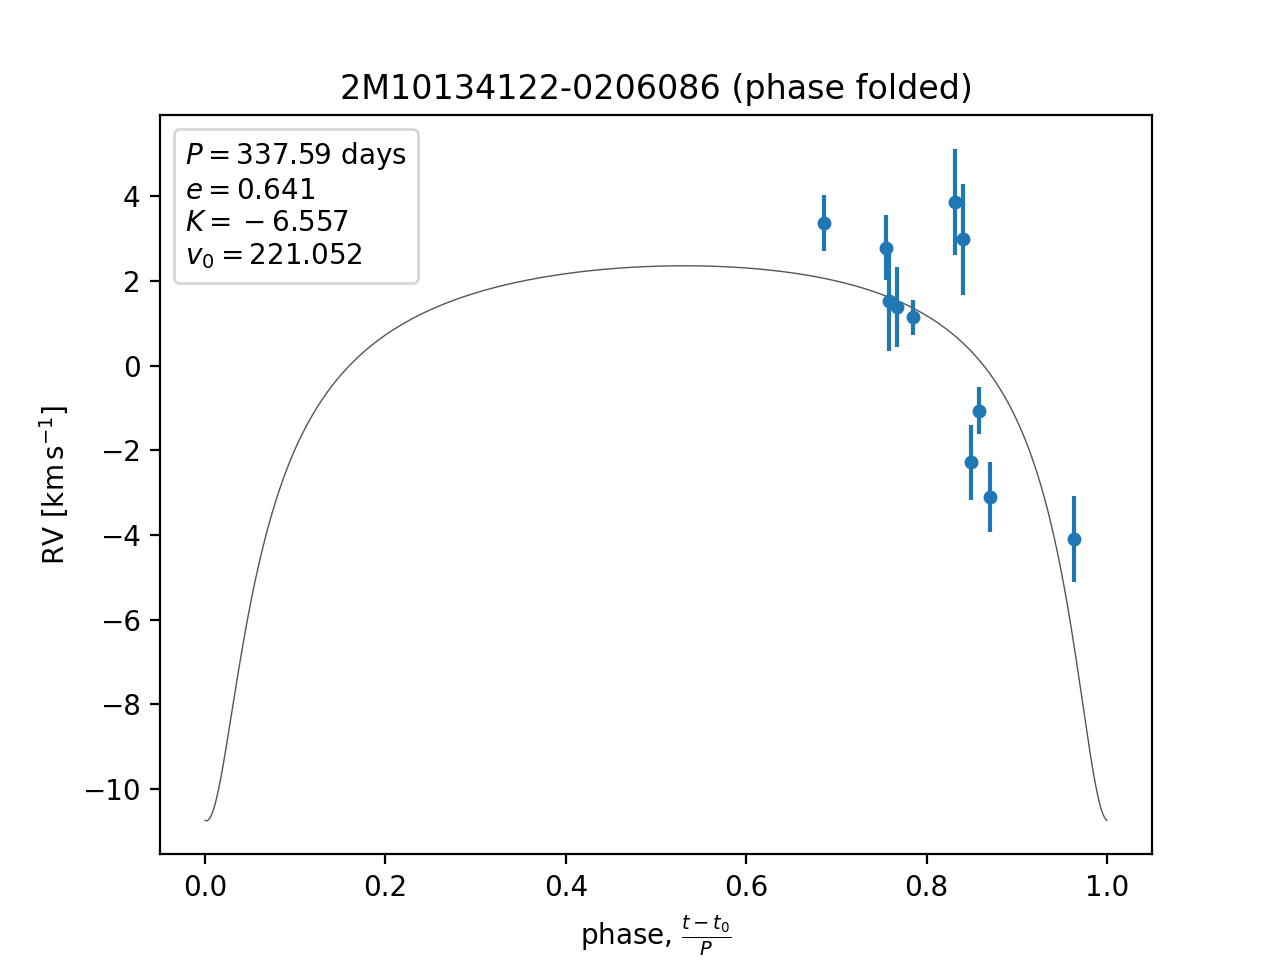 2M10134122-0206086 (phase folded)
P = 337.59 days
e = 0.641
K = −6.557
v₀ = 221.052
4
2
0
−2
−4
−6
−8
−10
RV [km s⁻¹]
0.0 0.2 0.4 0.6 0.8 1.0
phase, (t − t₀)/P